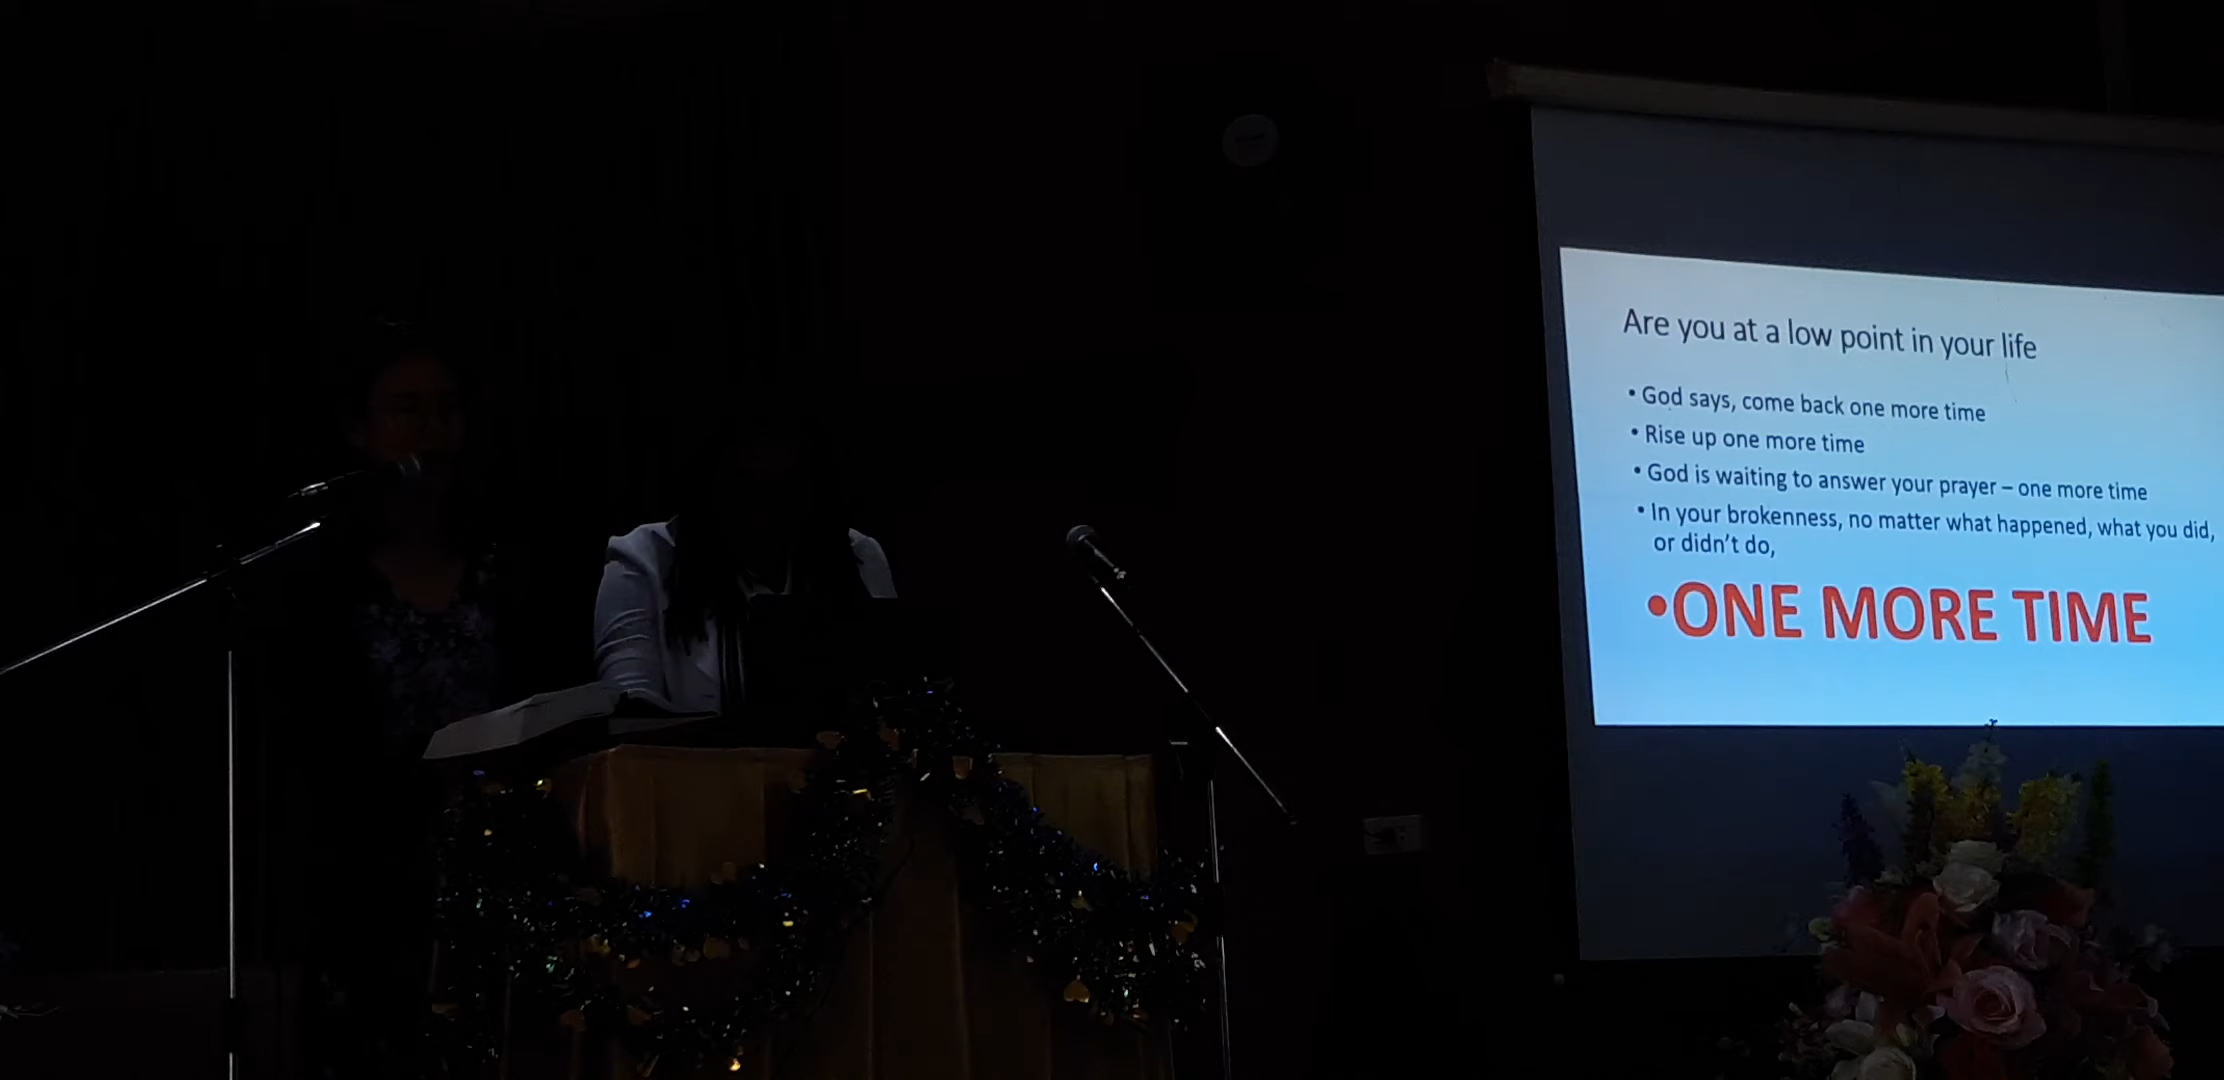 Are you at a low point in your life
• God says, come back one more time
• Rise up one more time
• God is waiting to answer your prayer – one more time
• In your brokenness, no matter what happened, what you did,
or didn't do,
•ONE MORE TIME